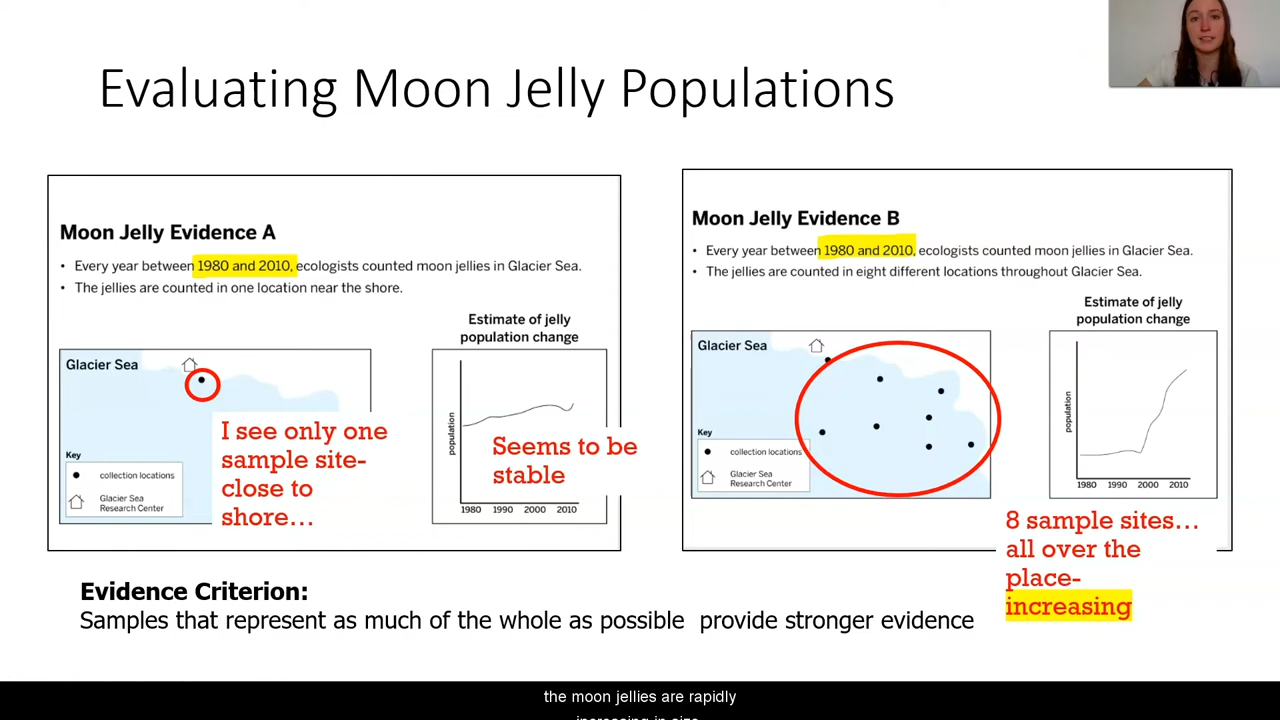 Evaluating Moon Jelly Populations
Moon Jelly Evidence A
• Every year between 1980 and 2010, ecologists counted moon jellies in Glacier Sea.
• The jellies are counted in one location near the shore.
Glacier Sea
Key
collection locations
Glacier Sea
Research Center
I see only one
sample site-
close to
shore…
Estimate of jelly
population change
population
Seems to be
stable
1980 1990 2000 2010
Moon Jelly Evidence B
• Every year between 1980 and 2010, ecologists counted moon jellies in Glacier Sea.
• The jellies are counted in eight different locations throughout Glacier Sea.
Glacier Sea
Key
collection locations
Glacier Sea
Research Center
Estimate of jelly
population change
population
1980 1990 2000 2010
8 sample sites…
all over the
place-
increasing
Evidence Criterion:
Samples that represent as much of the whole as possible provide stronger evidence
the moon jellies are rapidly
increasing in size